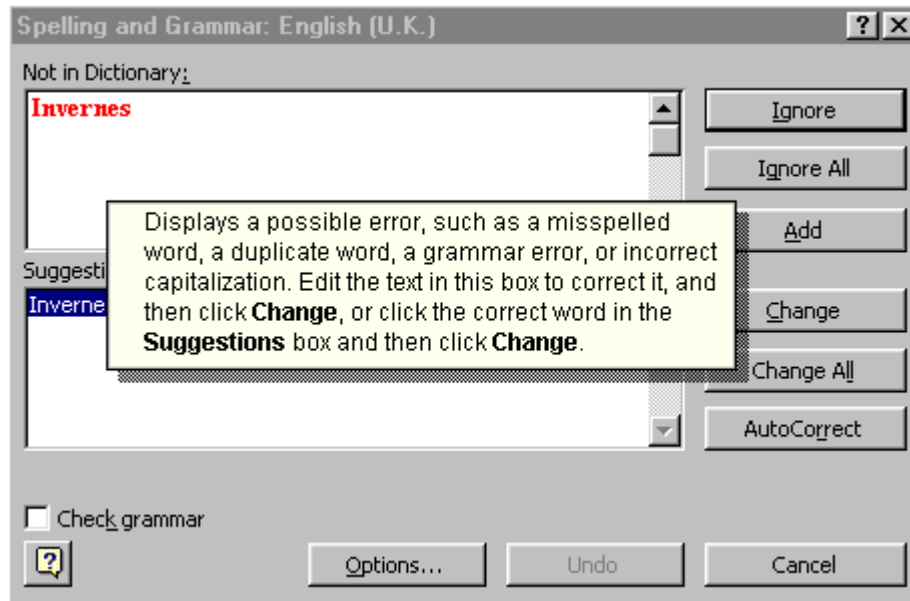 Spelling and Grammar: English (U.K.)
Not in Dictionary:
Invernes
Ignore
Ignore All
Displays a possible error, such as a misspelled
word, a duplicate word, a grammar error, or incorrect
capitalization. Edit the text in this box to correct it, and
then click Change, or click the correct word in the
Suggestions box and then click Change.
Add
Change
Change All
AutoCorrect
Check grammar
Options...
Undo
Cancel